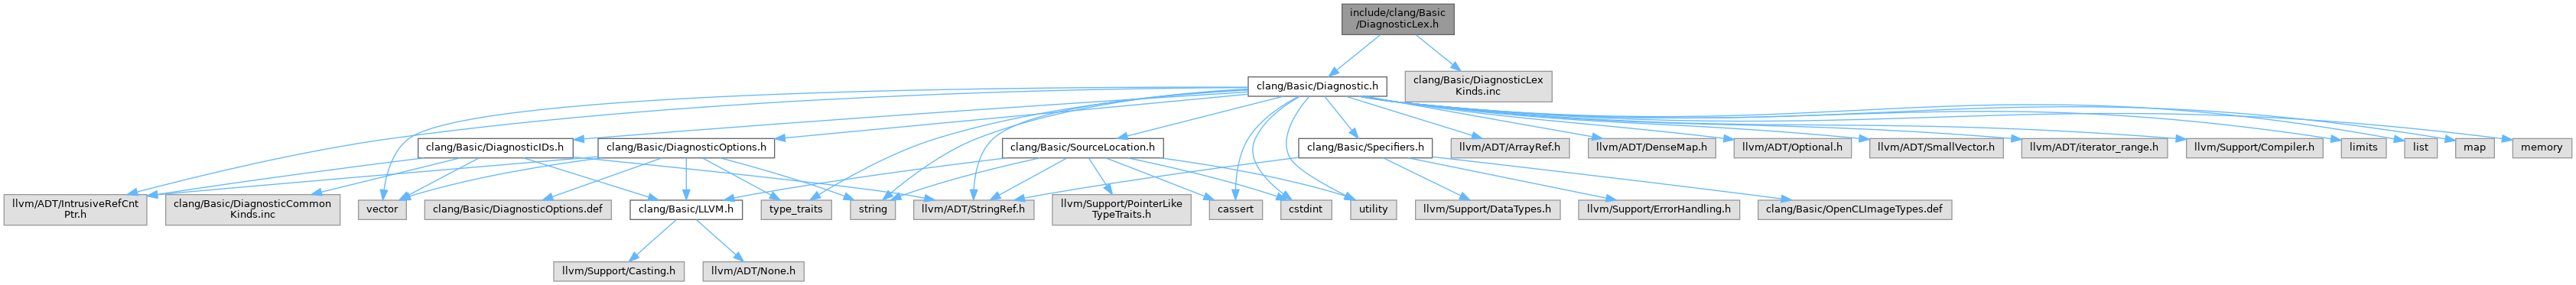 include/clang/Basic
/DiagnosticLex.h
clang/Basic/Diagnostic.h
clang/Basic/DiagnosticLex
Kinds.inc
clang/Basic/DiagnosticIDs.h
clang/Basic/DiagnosticOptions.h
clang/Basic/SourceLocation.h
clang/Basic/Specifiers.h
llvm/ADT/ArrayRef.h
llvm/ADT/DenseMap.h
llvm/ADT/Optional.h
llvm/ADT/SmallVector.h
llvm/ADT/iterator_range.h
llvm/Support/Compiler.h
limits
list
map
memory
llvm/ADT/IntrusiveRefCnt
Ptr.h
clang/Basic/DiagnosticCommon
Kinds.inc
vector
clang/Basic/DiagnosticOptions.def
clang/Basic/LLVM.h
type_traits
string
llvm/ADT/StringRef.h
llvm/Support/PointerLike
TypeTraits.h
cassert
cstdint
utility
llvm/Support/DataTypes.h
llvm/Support/ErrorHandling.h
clang/Basic/OpenCLImageTypes.def
llvm/Support/Casting.h
llvm/ADT/None.h